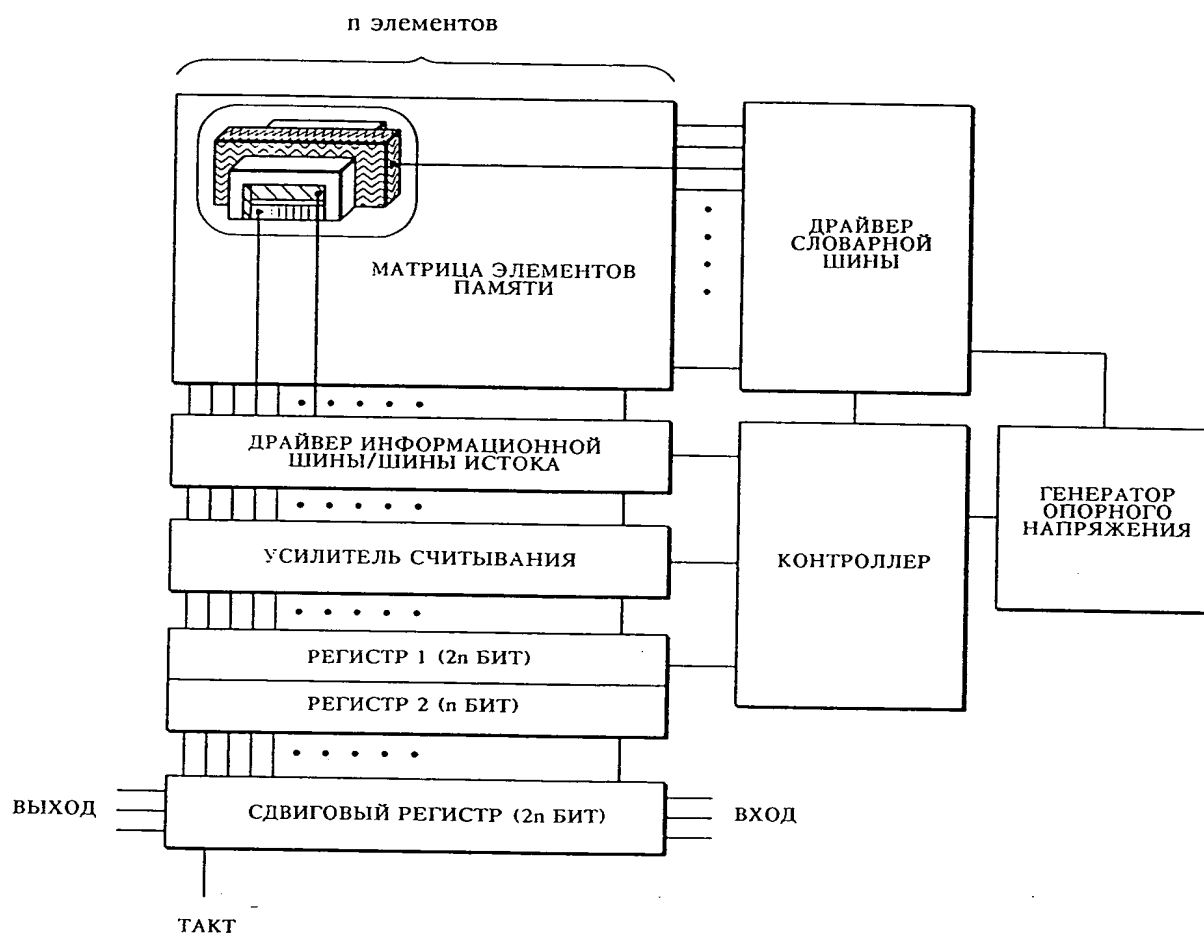 n элементов
МАТРИЦА ЭЛЕМЕНТОВ
ПАМЯТИ
ДРАЙВЕР
СЛОВАРНОЙ
ШИНЫ
ДРАЙВЕР ИНФОРМАЦИОННОЙ
ШИНЫ/ШИНЫ ИСТОКА
ГЕНЕРАТОР
ОПОРНОГО
НАПРЯЖЕНИЯ
УСИЛИТЕЛЬ СЧИТЫВАНИЯ
КОНТРОЛЛЕР
РЕГИСТР 1 (2n БИТ)
РЕГИСТР 2 (n БИТ)
ВЫХОД
СДВИГОВЫЙ РЕГИСТР (2n БИТ)
ВХОД
ТАКТ